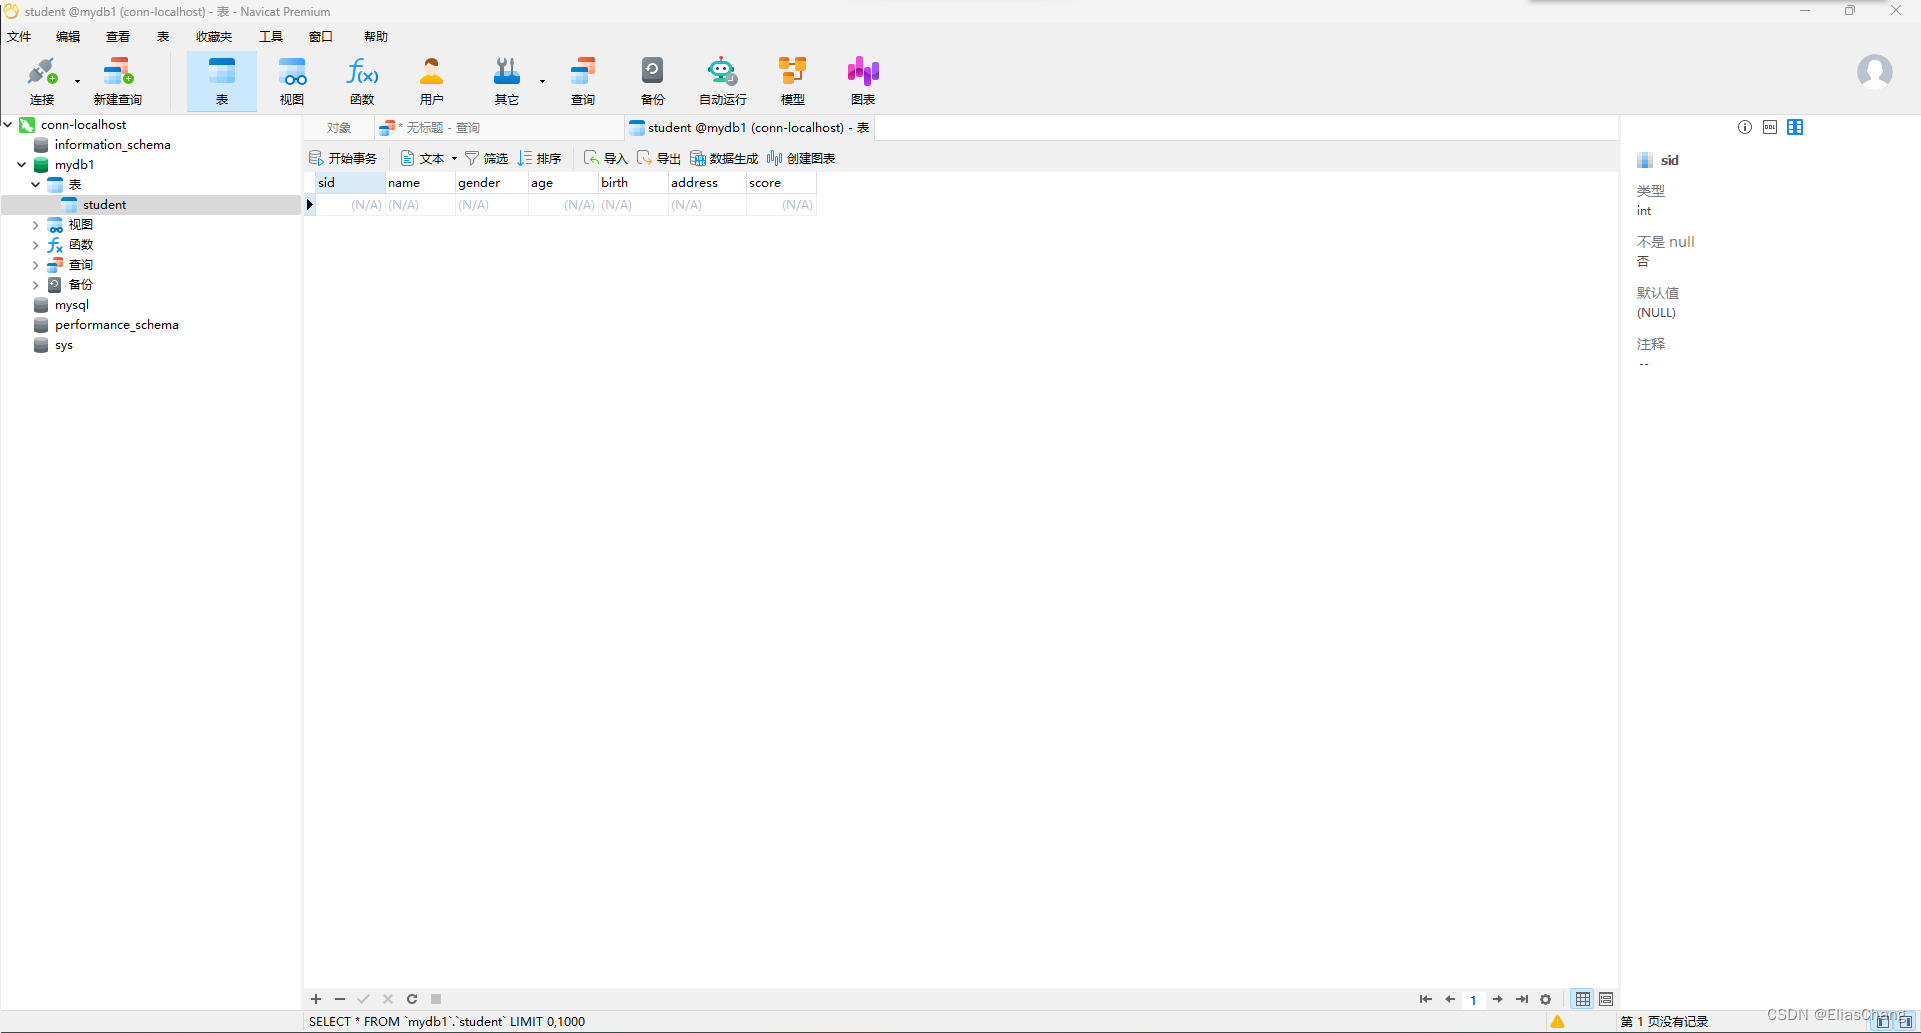 student @mydb1 (conn-localhost) - 表 - Navicat Premium
文件 编辑 查看 表 收藏夹 工具 窗口 帮助
连接 新建查询 表 视图 函数 用户 其它 查询 备份 自动运行 模型 图表
conn-localhost
information_schema
mydb1
表
student
视图
函数
查询
备份
mysql
performance_schema
sys
对象 * 无标题 - 查询 student @mydb1 (conn-localhost) - 表
开始事务 文本 筛选 排序 导入 导出 数据生成 创建图表
sid name gender age birth address score
(N/A) (N/A) (N/A) (N/A) (N/A) (N/A) (N/A)
DDL
sid
类型
int
不是 null
否
默认值
(NULL)
注释
--
1
SELECT * FROM `mydb1`.`student` LIMIT 0,1000
第 1 页没有记录
CSDN @EliasChang